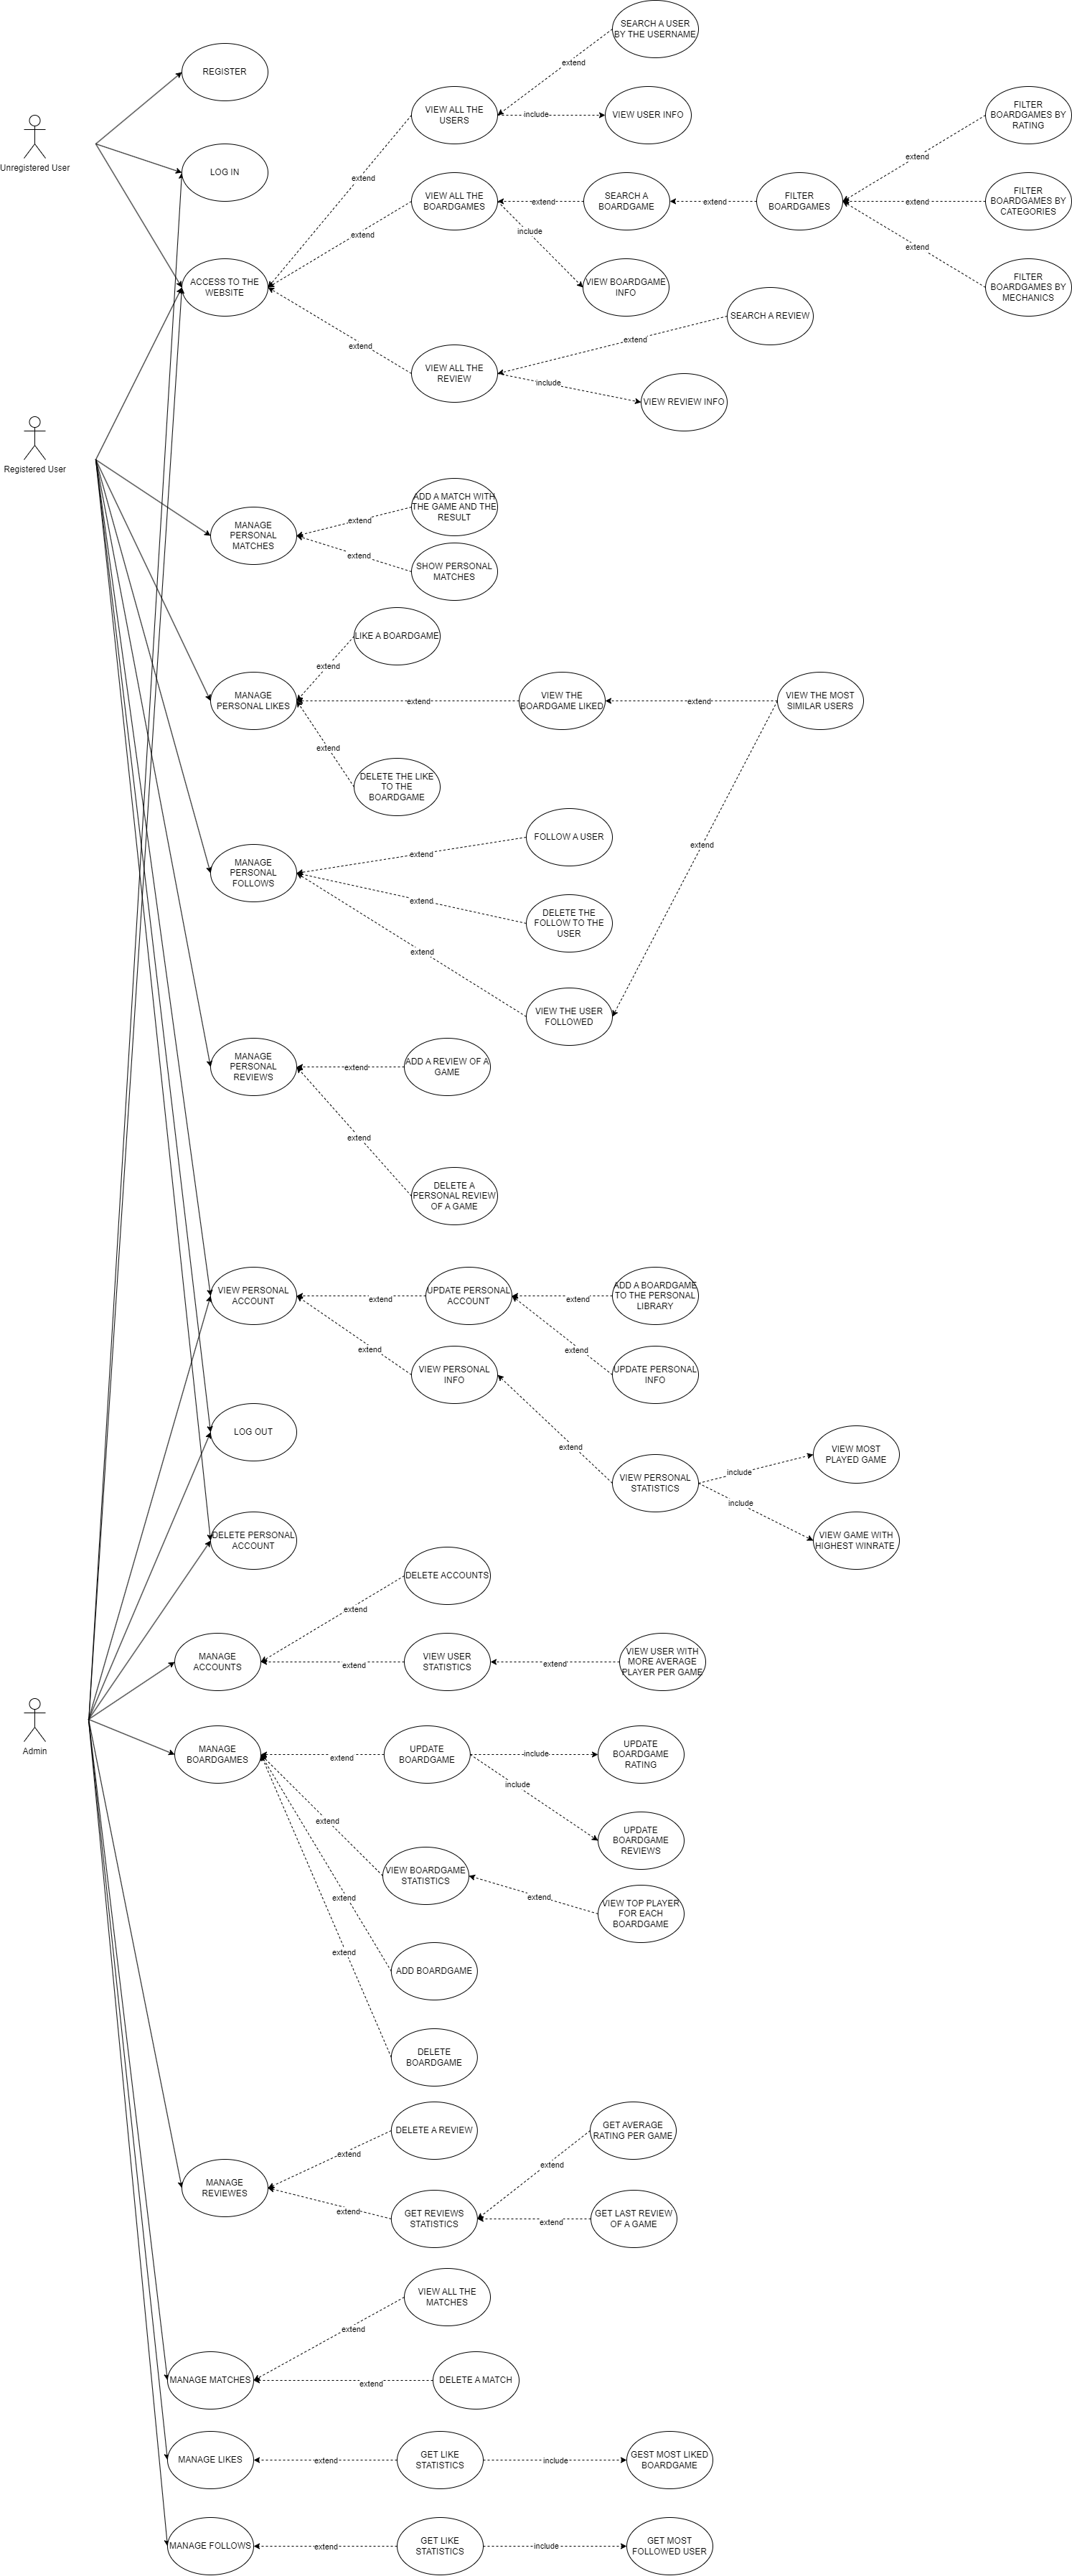 SEARCH A USER
BY THE USERNAME
extend
REGISTER
VIEW ALL THE
USERS
include
VIEW USER INFO
FILTER
BOARDGAMES BY
RATING
Unregistered User
LOG IN
extend
extend
VIEW ALL THE
BOARDGAMES
extend
SEARCH A
BOARDGAME
extend
FILTER
BOARDGAMES
extend
FILTER
BOARDGAMES BY
CATEGORIES
extend
include
extend
ACCESS TO THE
WEBSITE
VIEW BOARDGAME
INFO
FILTER
BOARDGAMES BY
MECHANICS
SEARCH A REVIEW
extend
extend
VIEW ALL THE
REVIEW
include
VIEW REVIEW INFO
Registered User
ADD A MATCH WITH
THE GAME AND THE
RESULT
extend
MANAGE
PERSONAL
MATCHES
extend
SHOW PERSONAL
MATCHES
LIKE A BOARDGAME
extend
MANAGE
PERSONAL LIKES
extend
VIEW THE
BOARDGAME LIKED
extend
VIEW THE MOST
SIMILAR USERS
extend
DELETE THE LIKE
TO THE
BOARDGAME
FOLLOW A USER
extend
extend
MANAGE
PERSONAL
FOLLOWS
extend
DELETE THE
FOLLOW TO THE
USER
extend
VIEW THE USER
FOLLOWED
MANAGE
PERSONAL
REVIEWS
extend
ADD A REVIEW OF A
GAME
extend
DELETE A
PERSONAL REVIEW
OF A GAME
VIEW PERSONAL
ACCOUNT
extend
UPDATE PERSONAL
ACCOUNT
extend
ADD A BOARDGAME
TO THE PERSONAL
LIBRARY
extend
extend
VIEW PERSONAL
INFO
UPDATE PERSONAL
INFO
LOG OUT
extend
VIEW MOST
PLAYED GAME
include
VIEW PERSONAL
STATISTICS
include
DELETE PERSONAL
ACCOUNT
VIEW GAME WITH
HIGHEST WINRATE
DELETE ACCOUNTS
extend
MANAGE
ACCOUNTS
extend
VIEW USER
STATISTICS
extend
VIEW USER WITH
MORE AVERAGE
PLAYER PER GAME
Admin
MANAGE
BOARDGAMES
extend
UPDATE
BOARDGAME
include
UPDATE
BOARDGAME
RATING
include
extend
UPDATE
BOARDGAME
REVIEWS
VIEW BOARDGAME
STATISTICS
extend
extend
VIEW TOP PLAYER
FOR EACH
BOARDGAME
extend
ADD BOARDGAME
DELETE
BOARDGAME
DELETE A REVIEW
GET AVERAGE
RATING PER GAME
extend
extend
MANAGE
REVIEWES
extend
GET REVIEWS
STATISTICS
extend
GET LAST REVIEW
OF A GAME
VIEW ALL THE
MATCHES
extend
MANAGE MATCHES
extend
DELETE A MATCH
MANAGE LIKES
extend
GET LIKE
STATISTICS
include
GEST MOST LIKED
BOARDGAME
MANAGE FOLLOWS
extend
GET LIKE
STATISTICS
include
GET MOST
FOLLOWED USER